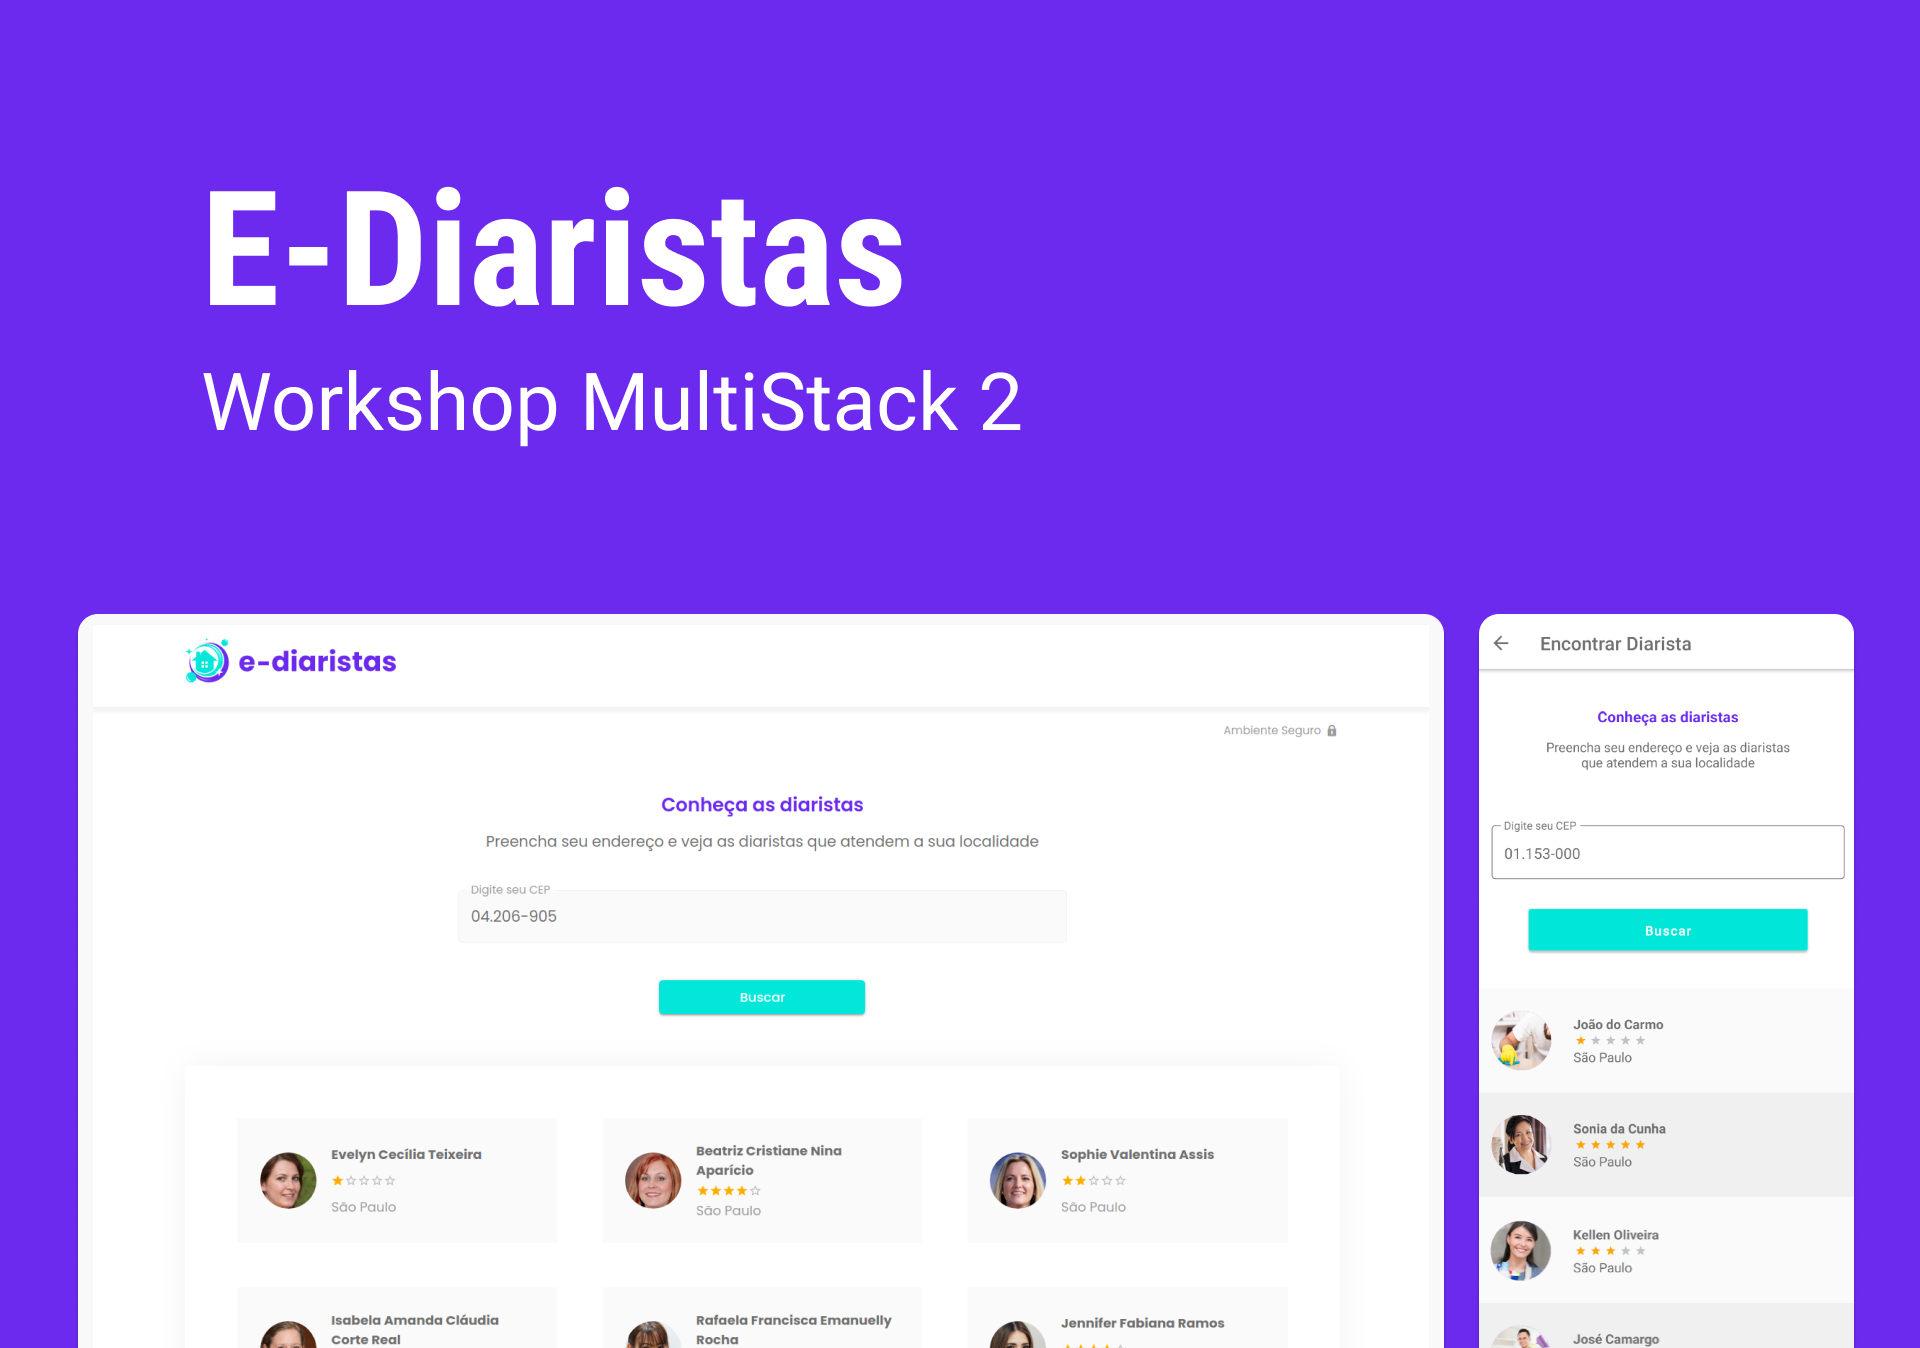 E-Diaristas
Workshop MultiStack 2
e-diaristas
Ambiente Seguro
Conheça as diaristas
Preencha seu endereço e veja as diaristas que atendem a sua localidade
Digite seu CEP
04.206-905
Buscar
Evelyn Cecília Teixeira
São Paulo
Beatriz Cristiane Nina
Aparício
São Paulo
Sophie Valentina Assis
São Paulo
Isabela Amanda Cláudia
Corte Real
Rafaela Francisca Emanuelly
Rocha
Jennifer Fabiana Ramos
Encontrar Diarista
Conheça as diaristas
Preencha seu endereço e veja as diaristas
que atendem a sua localidade
Digite seu CEP
01.153-000
Buscar
João do Carmo
São Paulo
Sonia da Cunha
São Paulo
Kellen Oliveira
São Paulo
José Camargo